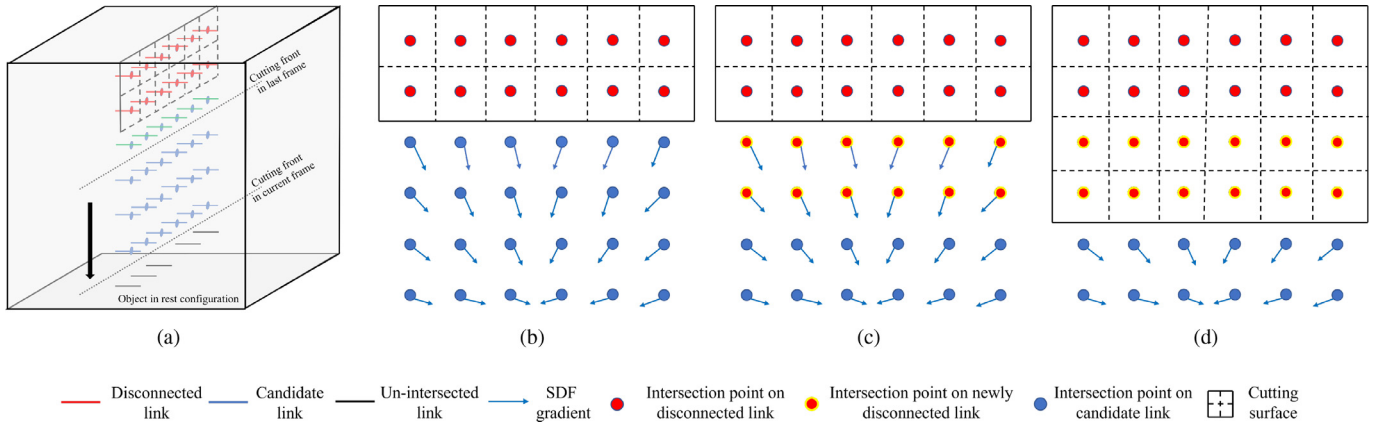 Cutting front
in last frame
Cutting front
in current frame
Object in rest configuration
(a)
(b)
(c)
(d)
Disconnected
link
Candidate
link
Un-intersected
link
SDF
gradient
Intersection point on
disconnected link
Intersection point on newly
disconnected link
Intersection point on
candidate link
Cutting
surface